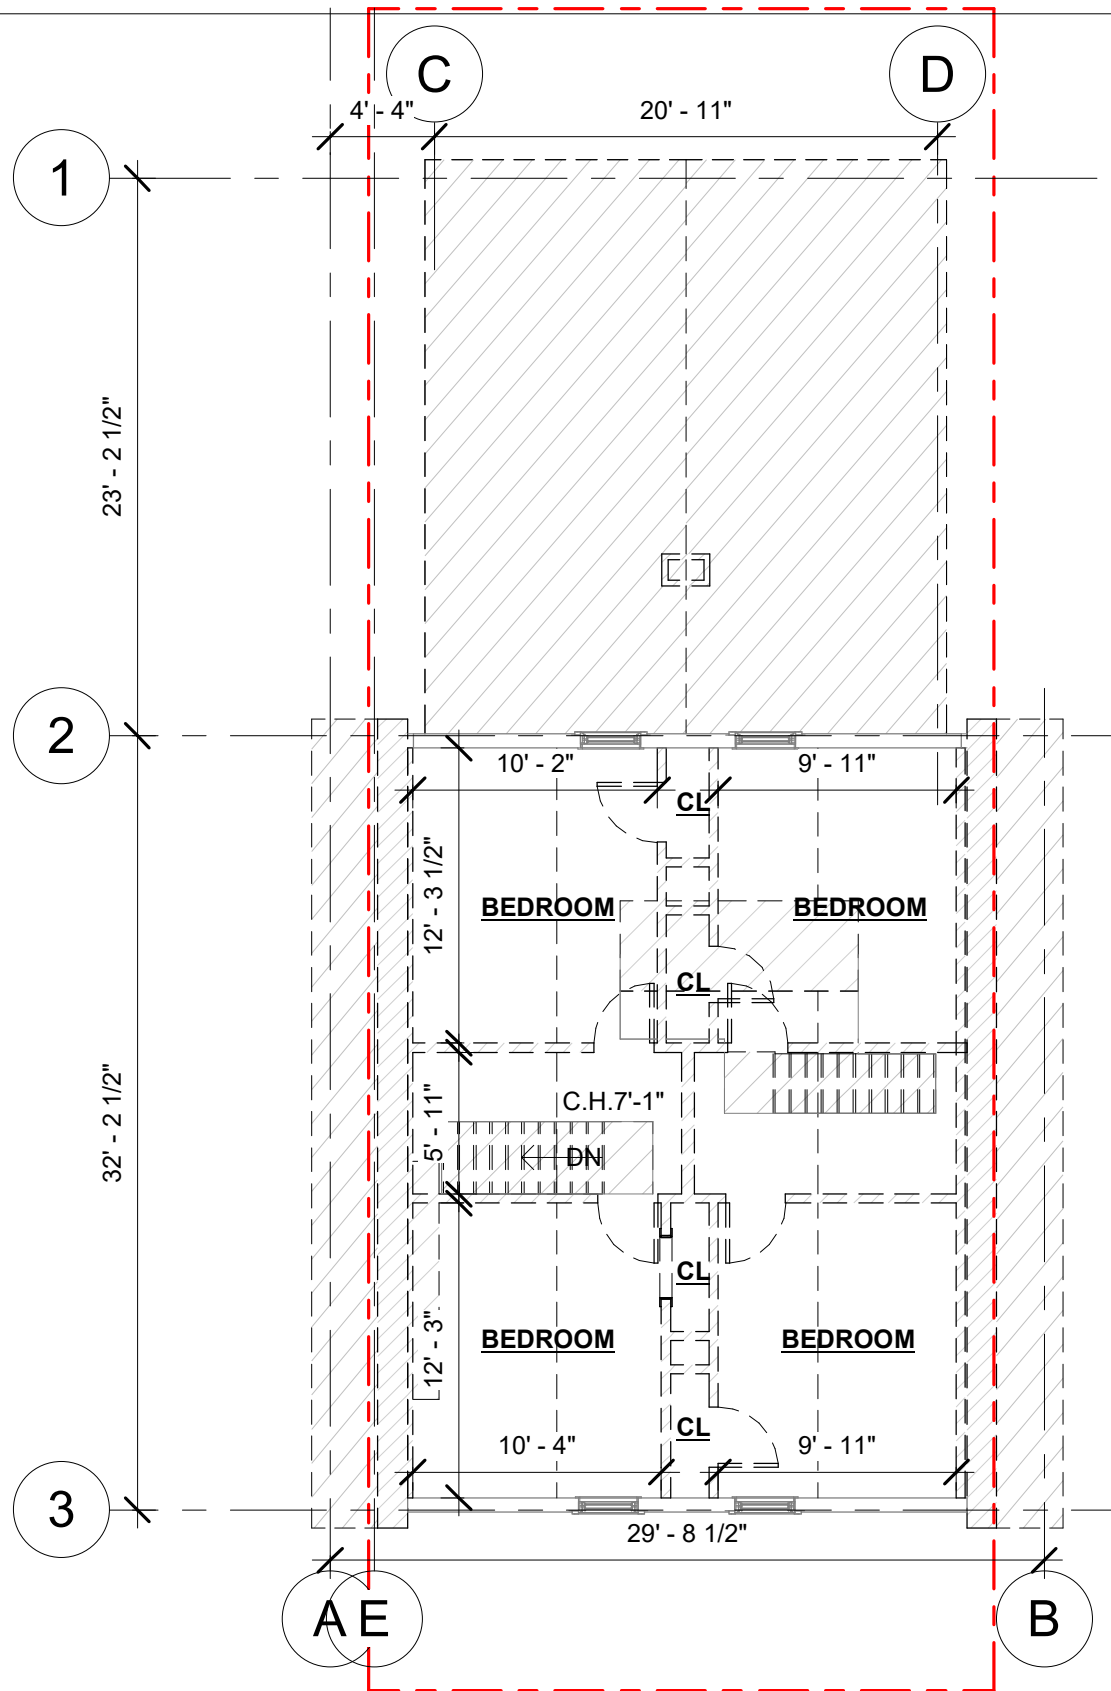 C
D
4' - 4"
20' - 11"
1
23' - 2 1/2"
2
10' - 2"
9' - 11"
CL
12' - 3 1/2"
BEDROOM
BEDROOM
CL
C.H.7'-1"
5' - 11"
DN
32' - 2 1/2"
CL
12' - 3"
BEDROOM
BEDROOM
CL
10' - 4"
9' - 11"
3
29' - 8 1/2"
A
E
B